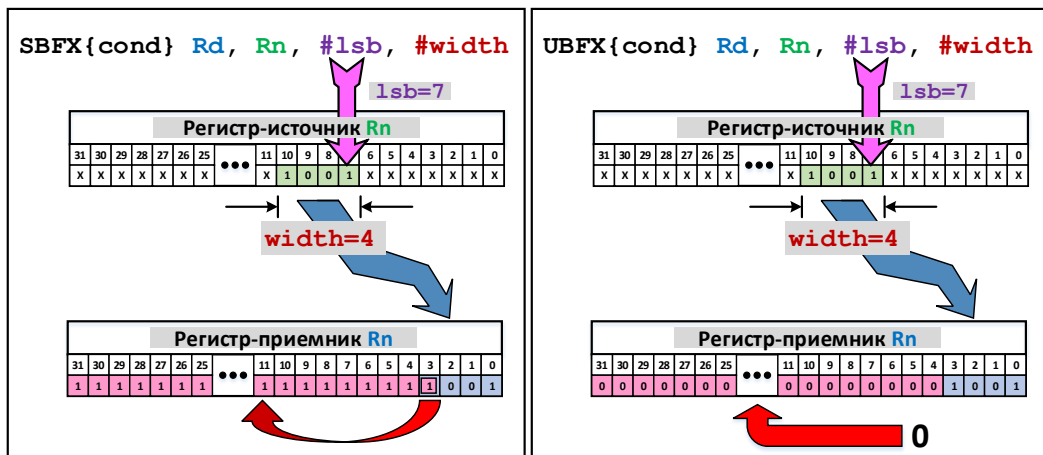 SBFX{cond} Rd, Rn, #lsb, #width
lsb=7
Регистр-источник Rn
31 30 29 28 27 26 25 ••• 11 10 9 8 6 5 4 3 2 1 0
X X X X X X X X 1 0 0 1 X X X X X X X
width=4
Регистр-приемник Rn
31 30 29 28 27 26 25 ••• 11 10 9 8 7 6 5 4 3 2 1 0
1 1 1 1 1 1 1 1 1 1 1 1 1 1 1 1 0 0 1
UBFX{cond} Rd, Rn, #lsb, #width
lsb=7
Регистр-источник Rn
31 30 29 28 27 26 25 ••• 11 10 9 8 6 5 4 3 2 1 0
X X X X X X X X 1 0 0 1 X X X X X X X
width=4
Регистр-приемник Rn
31 30 29 28 27 26 25 ••• 11 10 9 8 7 6 5 4 3 2 1 0
0 0 0 0 0 0 0 0 0 0 0 0 0 0 0 1 0 0 1
0